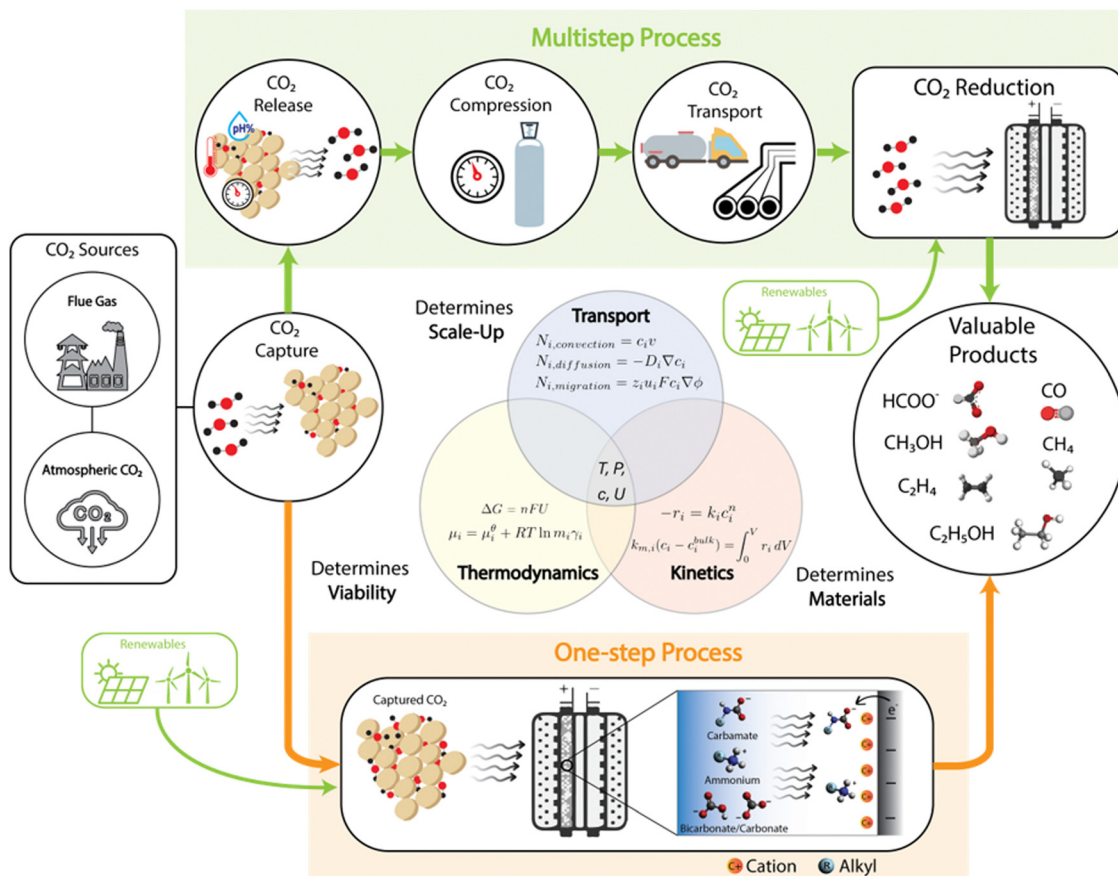 Multistep Process
CO₂
Release
pH%
CO₂
Compression
CO₂
Transport
CO₂ Reduction
+ −
CO₂ Sources
Flue Gas
Atmospheric CO₂
CO₂
CO₂
Capture
Determines
Scale-Up
Transport
N_{i,convection} = c_i v
N_{i,diffusion} = −D_i∇c_i
N_{i,migration} = z_i u_i F c_i∇ϕ
T, P,
c, U
ΔG = nFU
μ_i = μ_i^θ + RT ln m_i γ_i
Thermodynamics
−r_i = k_i c_i^n
k_{m,i}(c_i − c_i^{bulk}) = ∫_0^V r_i dV
Kinetics
Determines
Viability
Determines
Materials
Renewables
Valuable
Products
HCOO⁻
CO
CH₃OH
CH₄
C₂H₄
C₂H₅OH
Renewables
One-step Process
Captured CO₂
+ −
Carbamate
Ammonium
Bicarbonate/Carbonate
e⁻
C+
C+
C+
C+
C+
C+ Cation
R Alkyl